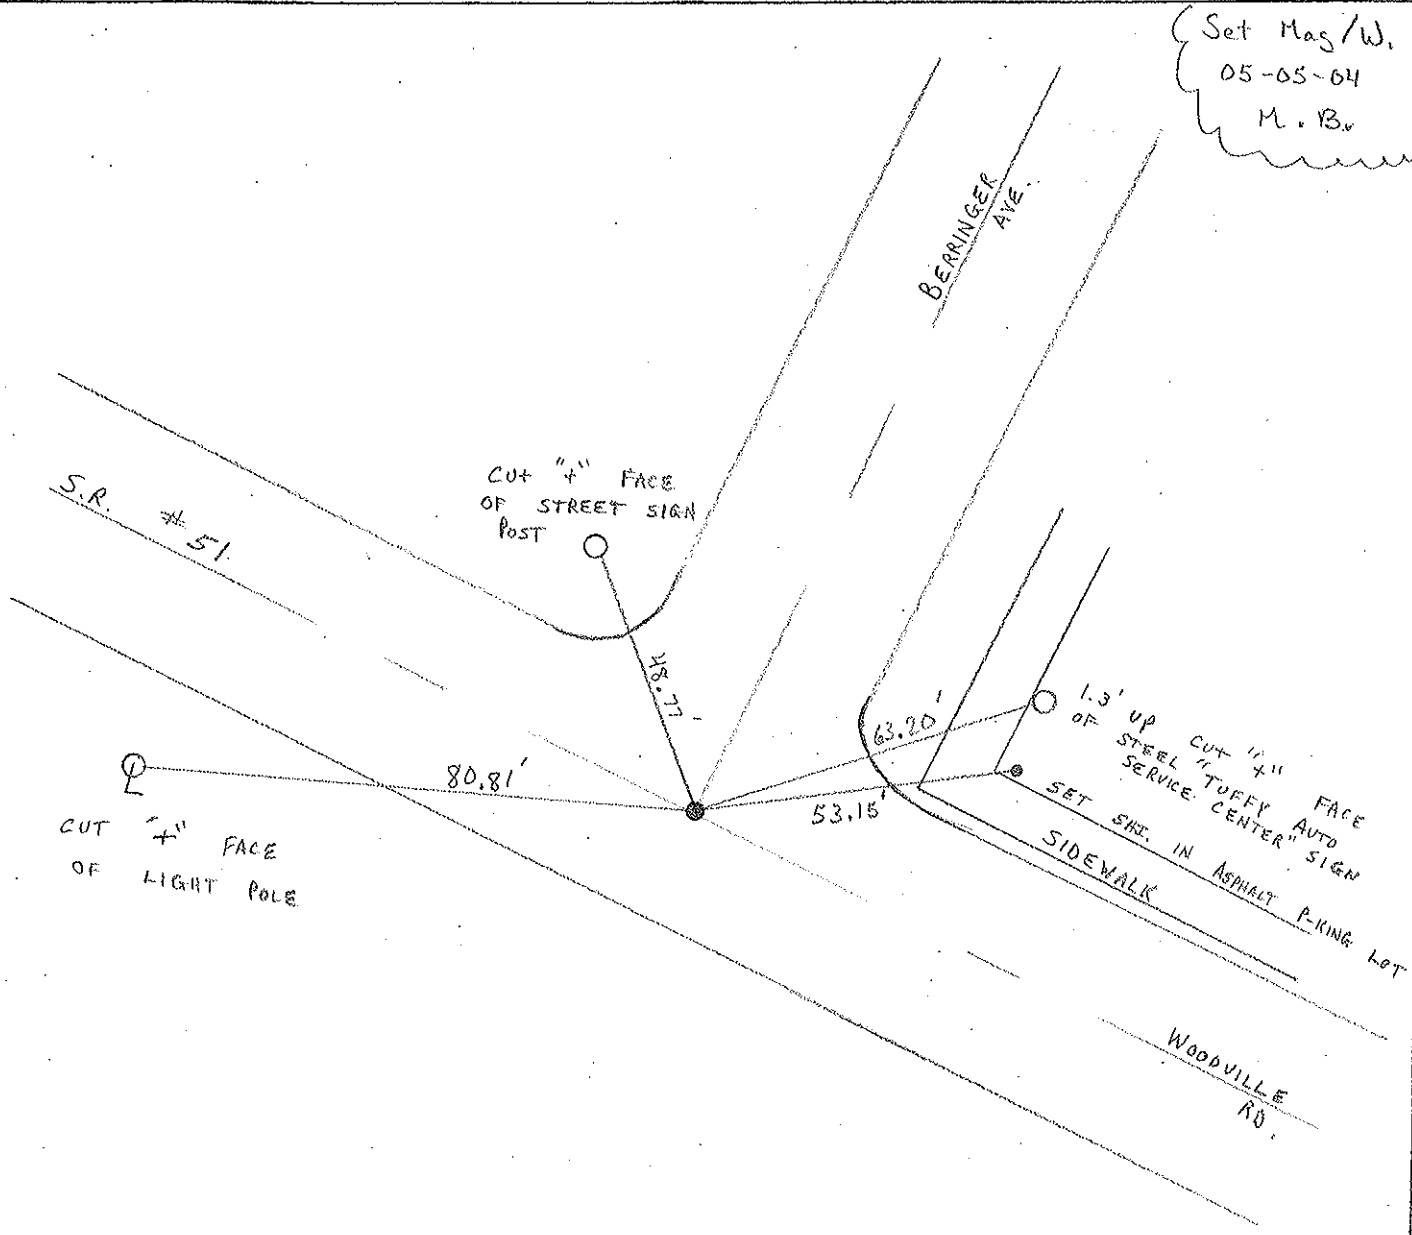 Set Mag/W.
05-05-04
M.B.
BERRINGER
AVE.
CUT "+" FACE
OF STREET SIGN
POST
S.R. # 51
48.77'
63.20'
80.81'
53.15'
1.3' UP CUT "+" FACE
OF STEEL "TUFFY AUTO
SERVICE CENTER" SIGN
SET IN ASPHALT P-KING LOT
SIDEWALK
CUT "+" FACE
OF LIGHT POLE
WOODVILLE
RD.